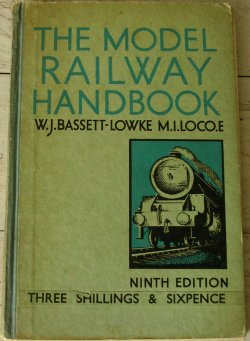 THE MODEL
RAILWAY
HANDBOOK
W.J.BASSETT-LOWKE M.I.LOCO.E
NINTH EDITION
THREE SHILLINGS & SIXPENCE